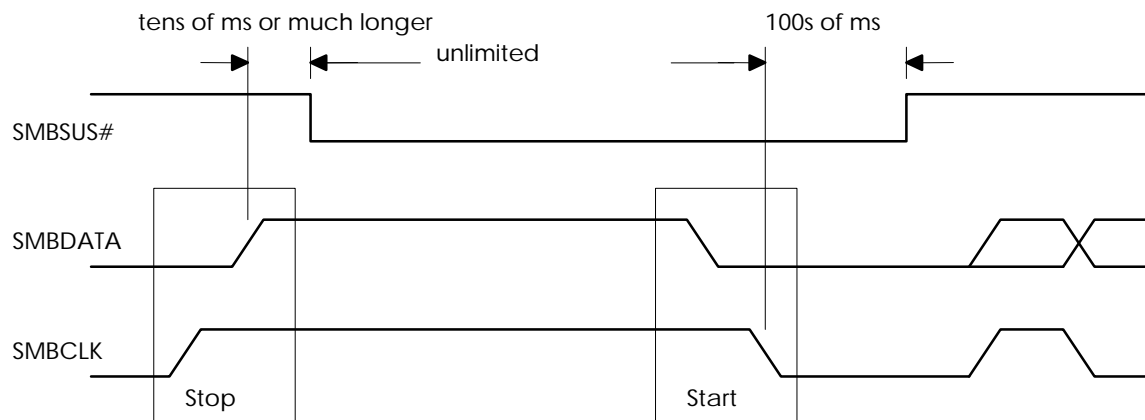 tens of ms or much longer
100s of ms
unlimited
SMBSUS#
SMBDATA
SMBCLK
Stop
Start